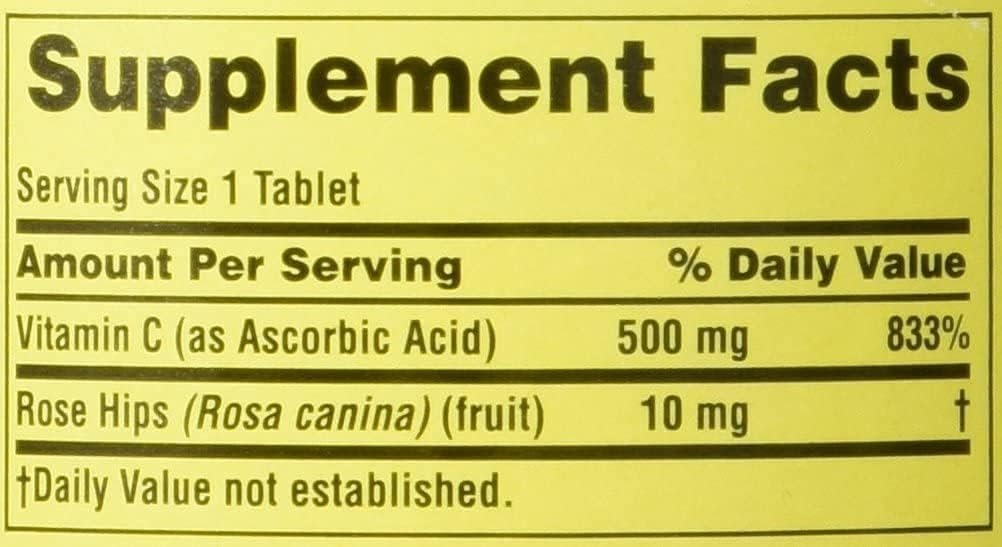 Supplement Facts
Serving Size 1 Tablet
Amount Per Serving % Daily Value
Vitamin C (as Ascorbic Acid) 500 mg 833%
Rose Hips (Rosa canina) (fruit) 10 mg †
†Daily Value not established.